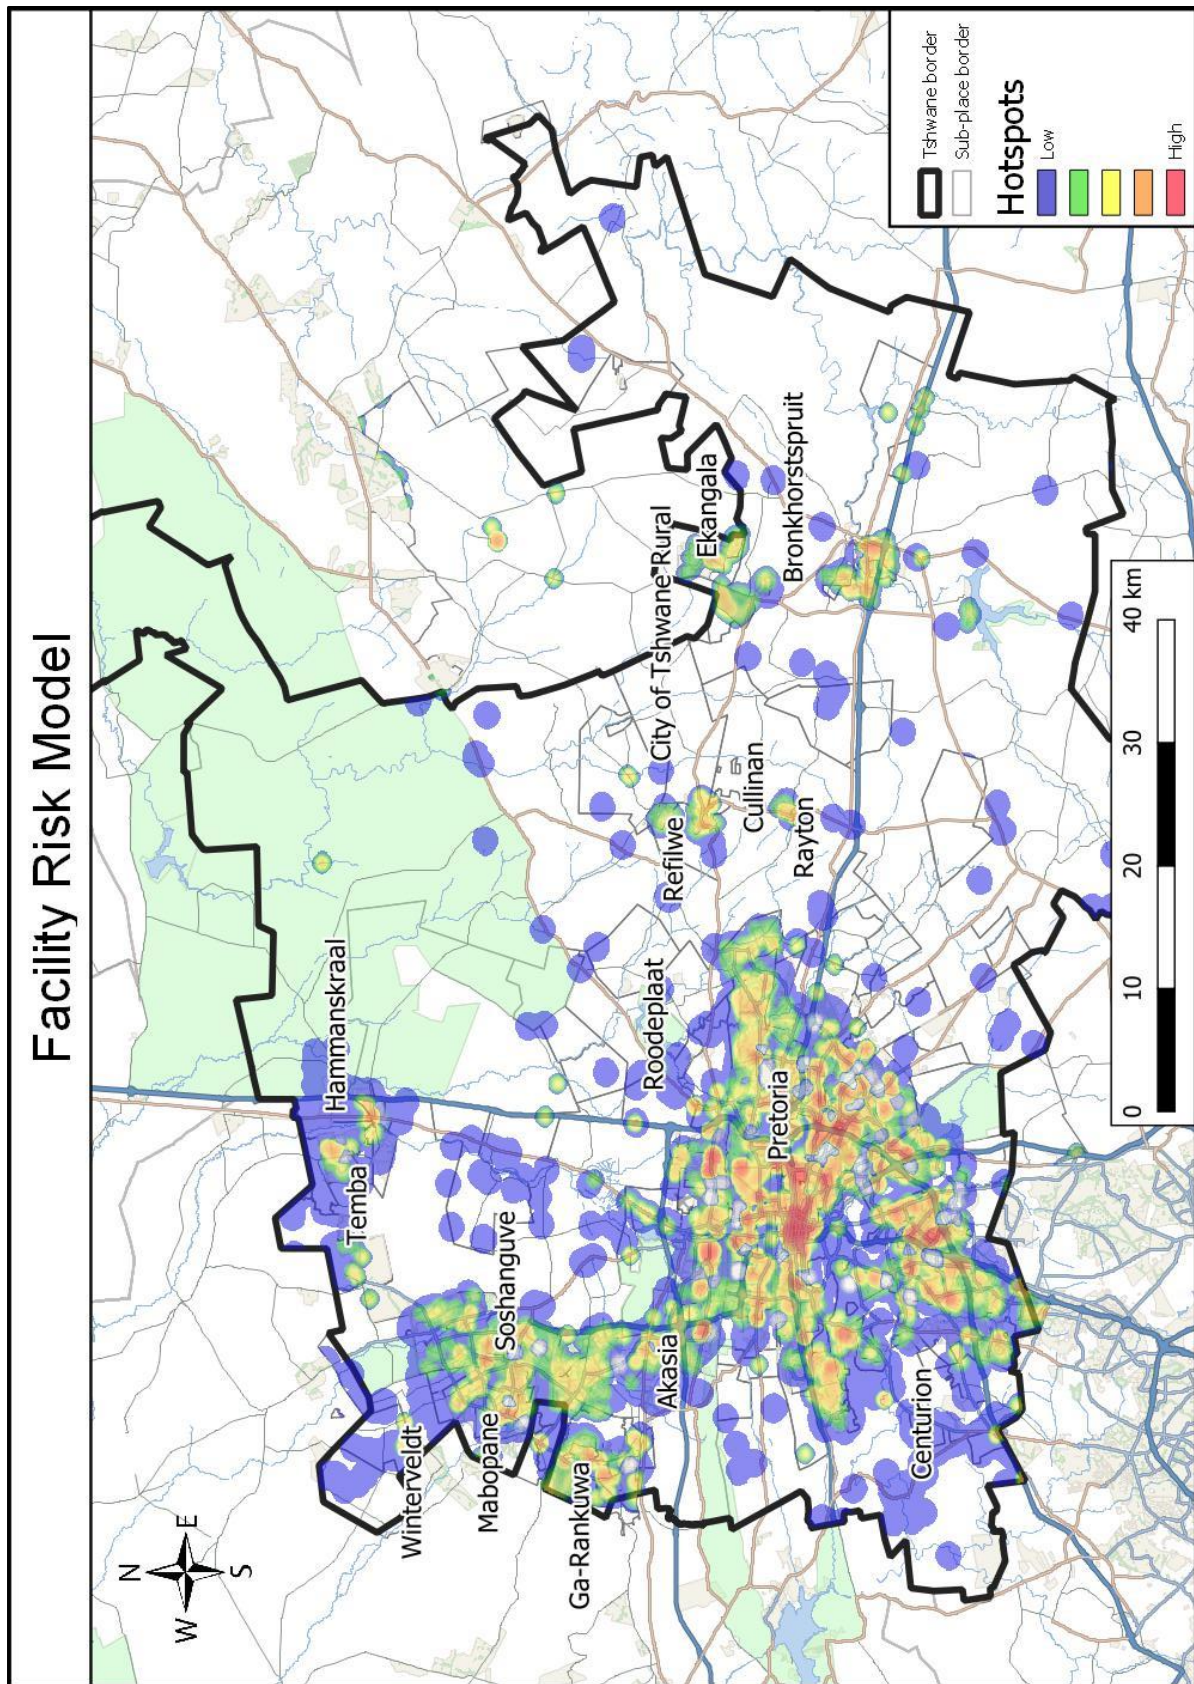 Facility Risk Model
N
W
E
S
Hammanskraal
Temba
Winterveldt
Soshanguve
Mabopane
Ga-Rankuwa
Akasia
Roodeplaat
Pretoria
Centurion
Refilwe
Cullinan
Rayton
City of Tshwane Rural
Ekangala
Bronkhorstspruit
0
10
20
30
40 km
Tshwane border
Sub-place border
Hotspots
Low
High